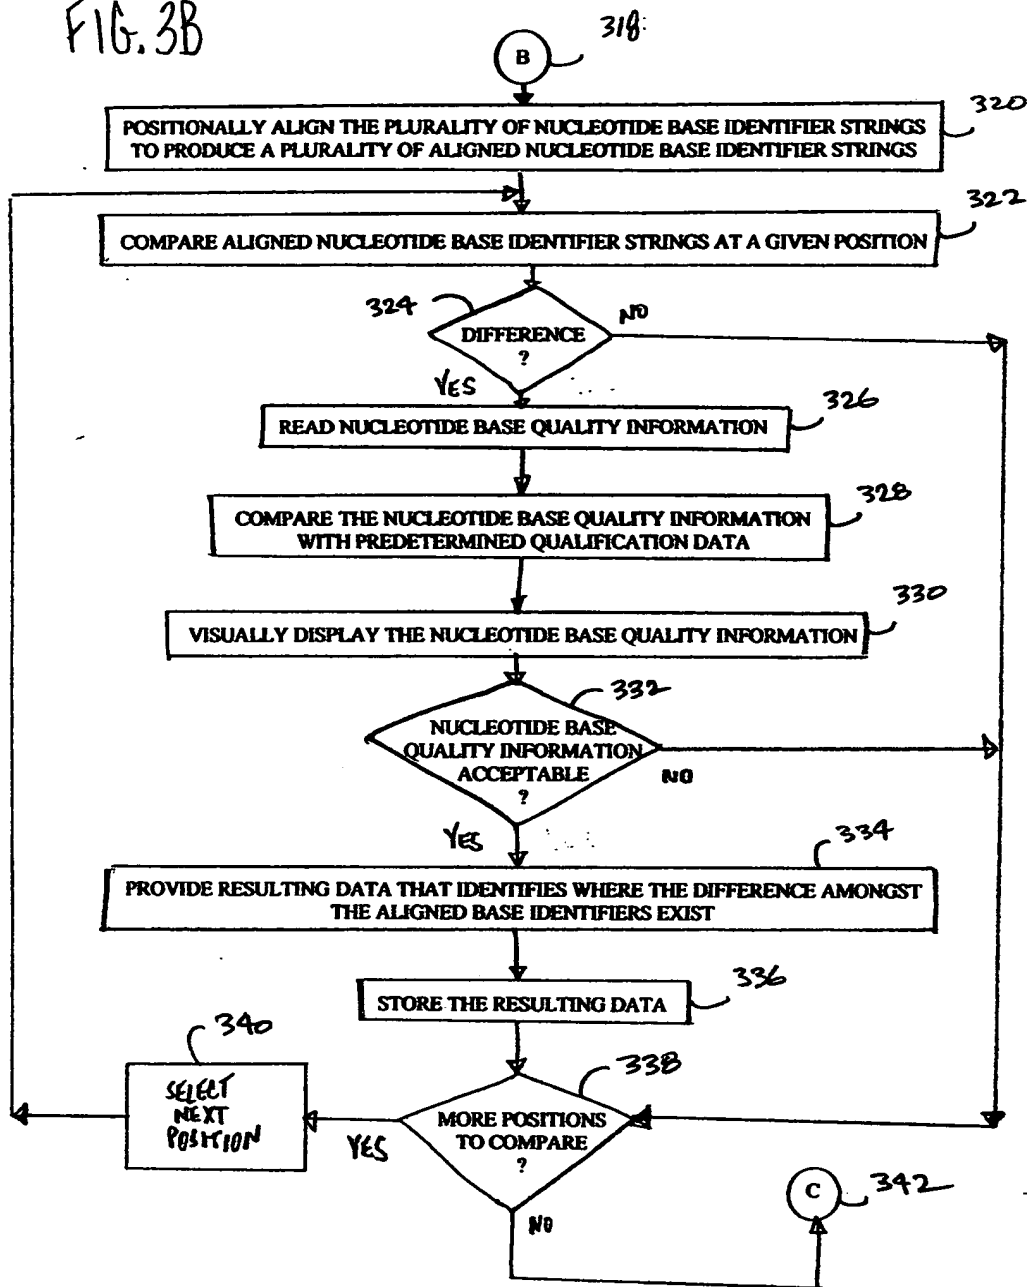 FIG. 3B
318
B
320
POSITIONALLY ALIGN THE PLURALITY OF NUCLEOTIDE BASE IDENTIFIER STRINGS
TO PRODUCE A PLURALITY OF ALIGNED NUCLEOTIDE BASE IDENTIFIER STRINGS
322
COMPARE ALIGNED NUCLEOTIDE BASE IDENTIFIER STRINGS AT A GIVEN POSITION
324
NO
DIFFERENCE
?
YES
326
READ NUCLEOTIDE BASE QUALITY INFORMATION
328
COMPARE THE NUCLEOTIDE BASE QUALITY INFORMATION
WITH PREDETERMINED QUALIFICATION DATA
330
VISUALLY DISPLAY THE NUCLEOTIDE BASE QUALITY INFORMATION
332
NUCLEOTIDE BASE
QUALITY INFORMATION
ACCEPTABLE
?
NO
YES
334
PROVIDE RESULTING DATA THAT IDENTIFIES WHERE THE DIFFERENCE AMONGST
THE ALIGNED BASE IDENTIFIERS EXIST
336
STORE THE RESULTING DATA
340
338
SELECT
NEXT
POSITION
YES
MORE POSITIONS
TO COMPARE
?
C
342
NO